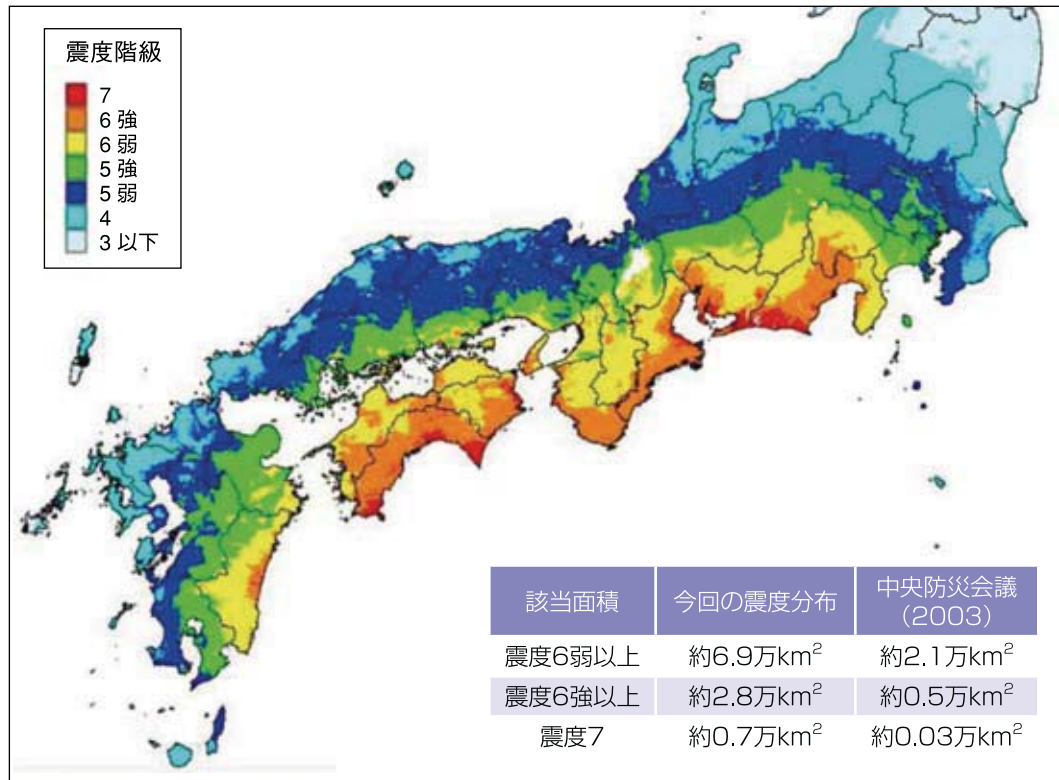 震度階級
7
6 強
6 弱
5 強
5 弱
4
3 以下
該当面積 今回の震度分布 中央防災会議
(2003)
震度6弱以上 約6.9万km² 約2.1万km²
震度6強以上 約2.8万km² 約0.5万km²
震度7 約0.7万km² 約0.03万km²